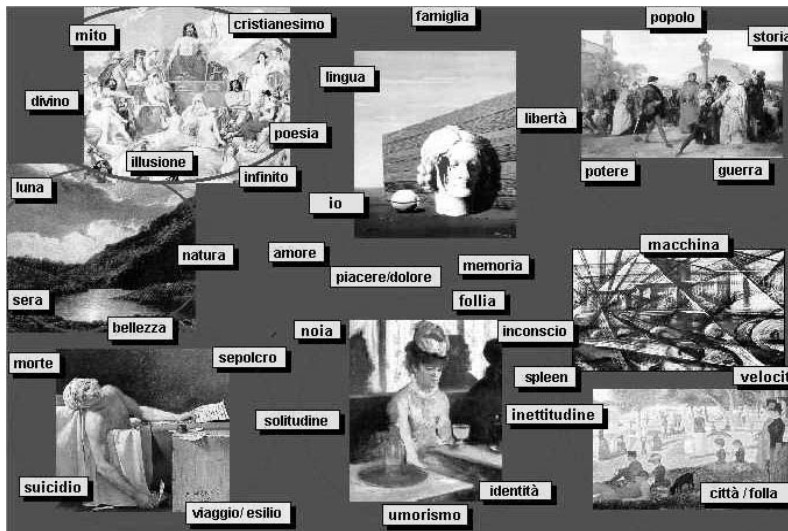 famiglia
popolo
cristianesimo
mito
storia
lingua
divino
libertà
poesia
illusione
infinito
potere
guerra
luna
io
macchina
natura
amore
memoria
piacere/dolore
sera
follia
bellezza
noia
inconscio
sepolcro
morte
spleen
velocit
solitudine
inettitudine
suicidio
identità
città / folla
viaggio/ esilio
umorismo